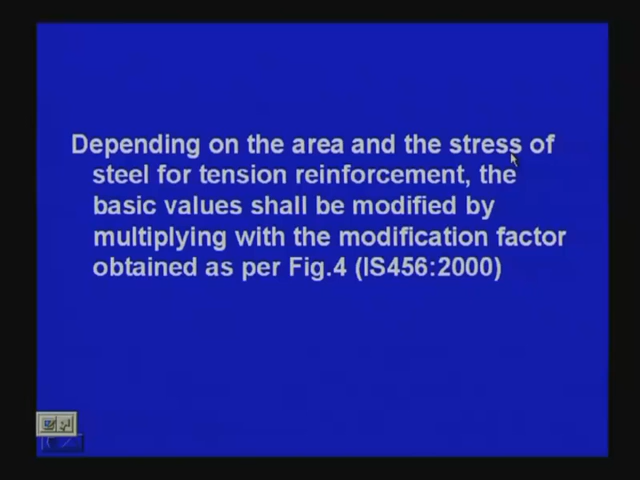 Depending on the area and the stress of
steel for tension reinforcement, the
basic values shall be modified by
multiplying with the modification factor
obtained as per Fig.4 (IS456:2000)